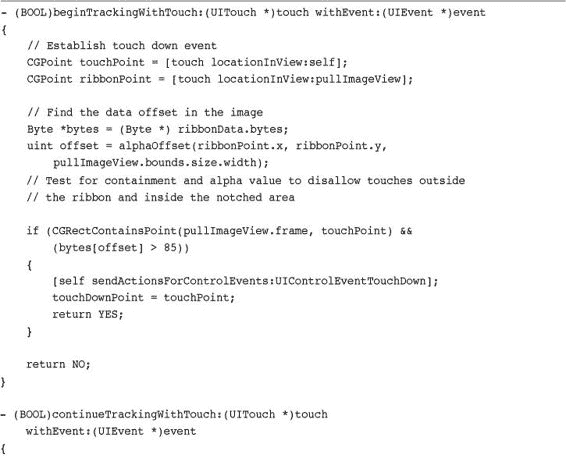 - (BOOL)beginTrackingWithTouch:(UITouch *)touch withEvent:(UIEvent *)event
{
    // Establish touch down event
    CGPoint touchPoint = [touch locationInView:self];
    CGPoint ribbonPoint = [touch locationInView:pullImageView];

    // Find the data offset in the image
    Byte *bytes = (Byte *) ribbonData.bytes;
    uint offset = alphaOffset(ribbonPoint.x, ribbonPoint.y,
        pullImageView.bounds.size.width);
    // Test for containment and alpha value to disallow touches outside
    // the ribbon and inside the notched area

    if (CGRectContainsPoint(pullImageView.frame, touchPoint) &&
        (bytes[offset] > 85))
    {
        [self sendActionsForControlEvents:UIControlEventTouchDown];
        touchDownPoint = touchPoint;
        return YES;
    }

    return NO;
}

- (BOOL)continueTrackingWithTouch:(UITouch *)touch
    withEvent:(UIEvent *)event
{